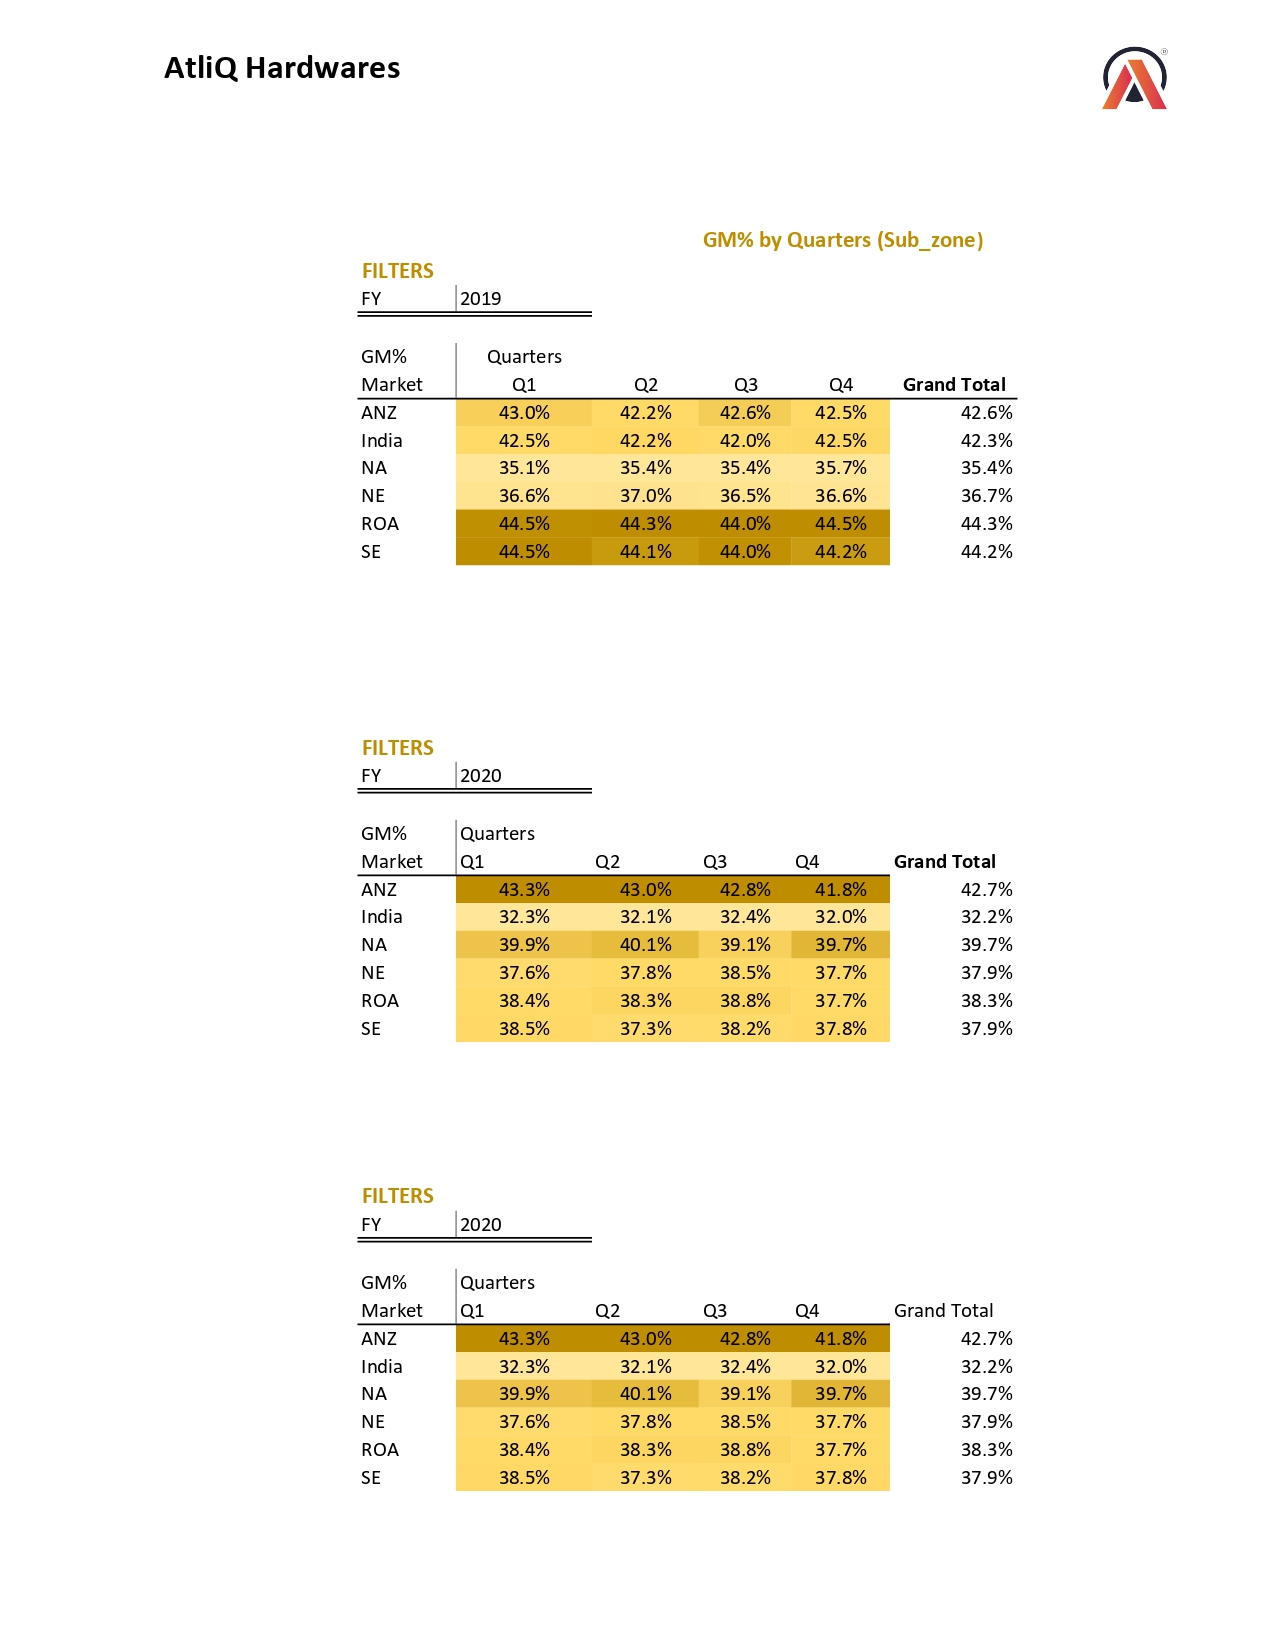 AtliQ Hardwares
®
GM% by Quarters (Sub_zone)
FILTERS
FY 2019
GM% Quarters
Market Q1 Q2 Q3 Q4 Grand Total
ANZ 43.0% 42.2% 42.6% 42.5% 42.6%
India 42.5% 42.2% 42.0% 42.5% 42.3%
NA 35.1% 35.4% 35.4% 35.7% 35.4%
NE 36.6% 37.0% 36.5% 36.6% 36.7%
ROA 44.5% 44.3% 44.0% 44.5% 44.3%
SE 44.5% 44.1% 44.0% 44.2% 44.2%
FILTERS
FY 2020
GM% Quarters
Market Q1 Q2 Q3 Q4 Grand Total
ANZ 43.3% 43.0% 42.8% 41.8% 42.7%
India 32.3% 32.1% 32.4% 32.0% 32.2%
NA 39.9% 40.1% 39.1% 39.7% 39.7%
NE 37.6% 37.8% 38.5% 37.7% 37.9%
ROA 38.4% 38.3% 38.8% 37.7% 38.3%
SE 38.5% 37.3% 38.2% 37.8% 37.9%
FILTERS
FY 2020
GM% Quarters
Market Q1 Q2 Q3 Q4 Grand Total
ANZ 43.3% 43.0% 42.8% 41.8% 42.7%
India 32.3% 32.1% 32.4% 32.0% 32.2%
NA 39.9% 40.1% 39.1% 39.7% 39.7%
NE 37.6% 37.8% 38.5% 37.7% 37.9%
ROA 38.4% 38.3% 38.8% 37.7% 38.3%
SE 38.5% 37.3% 38.2% 37.8% 37.9%